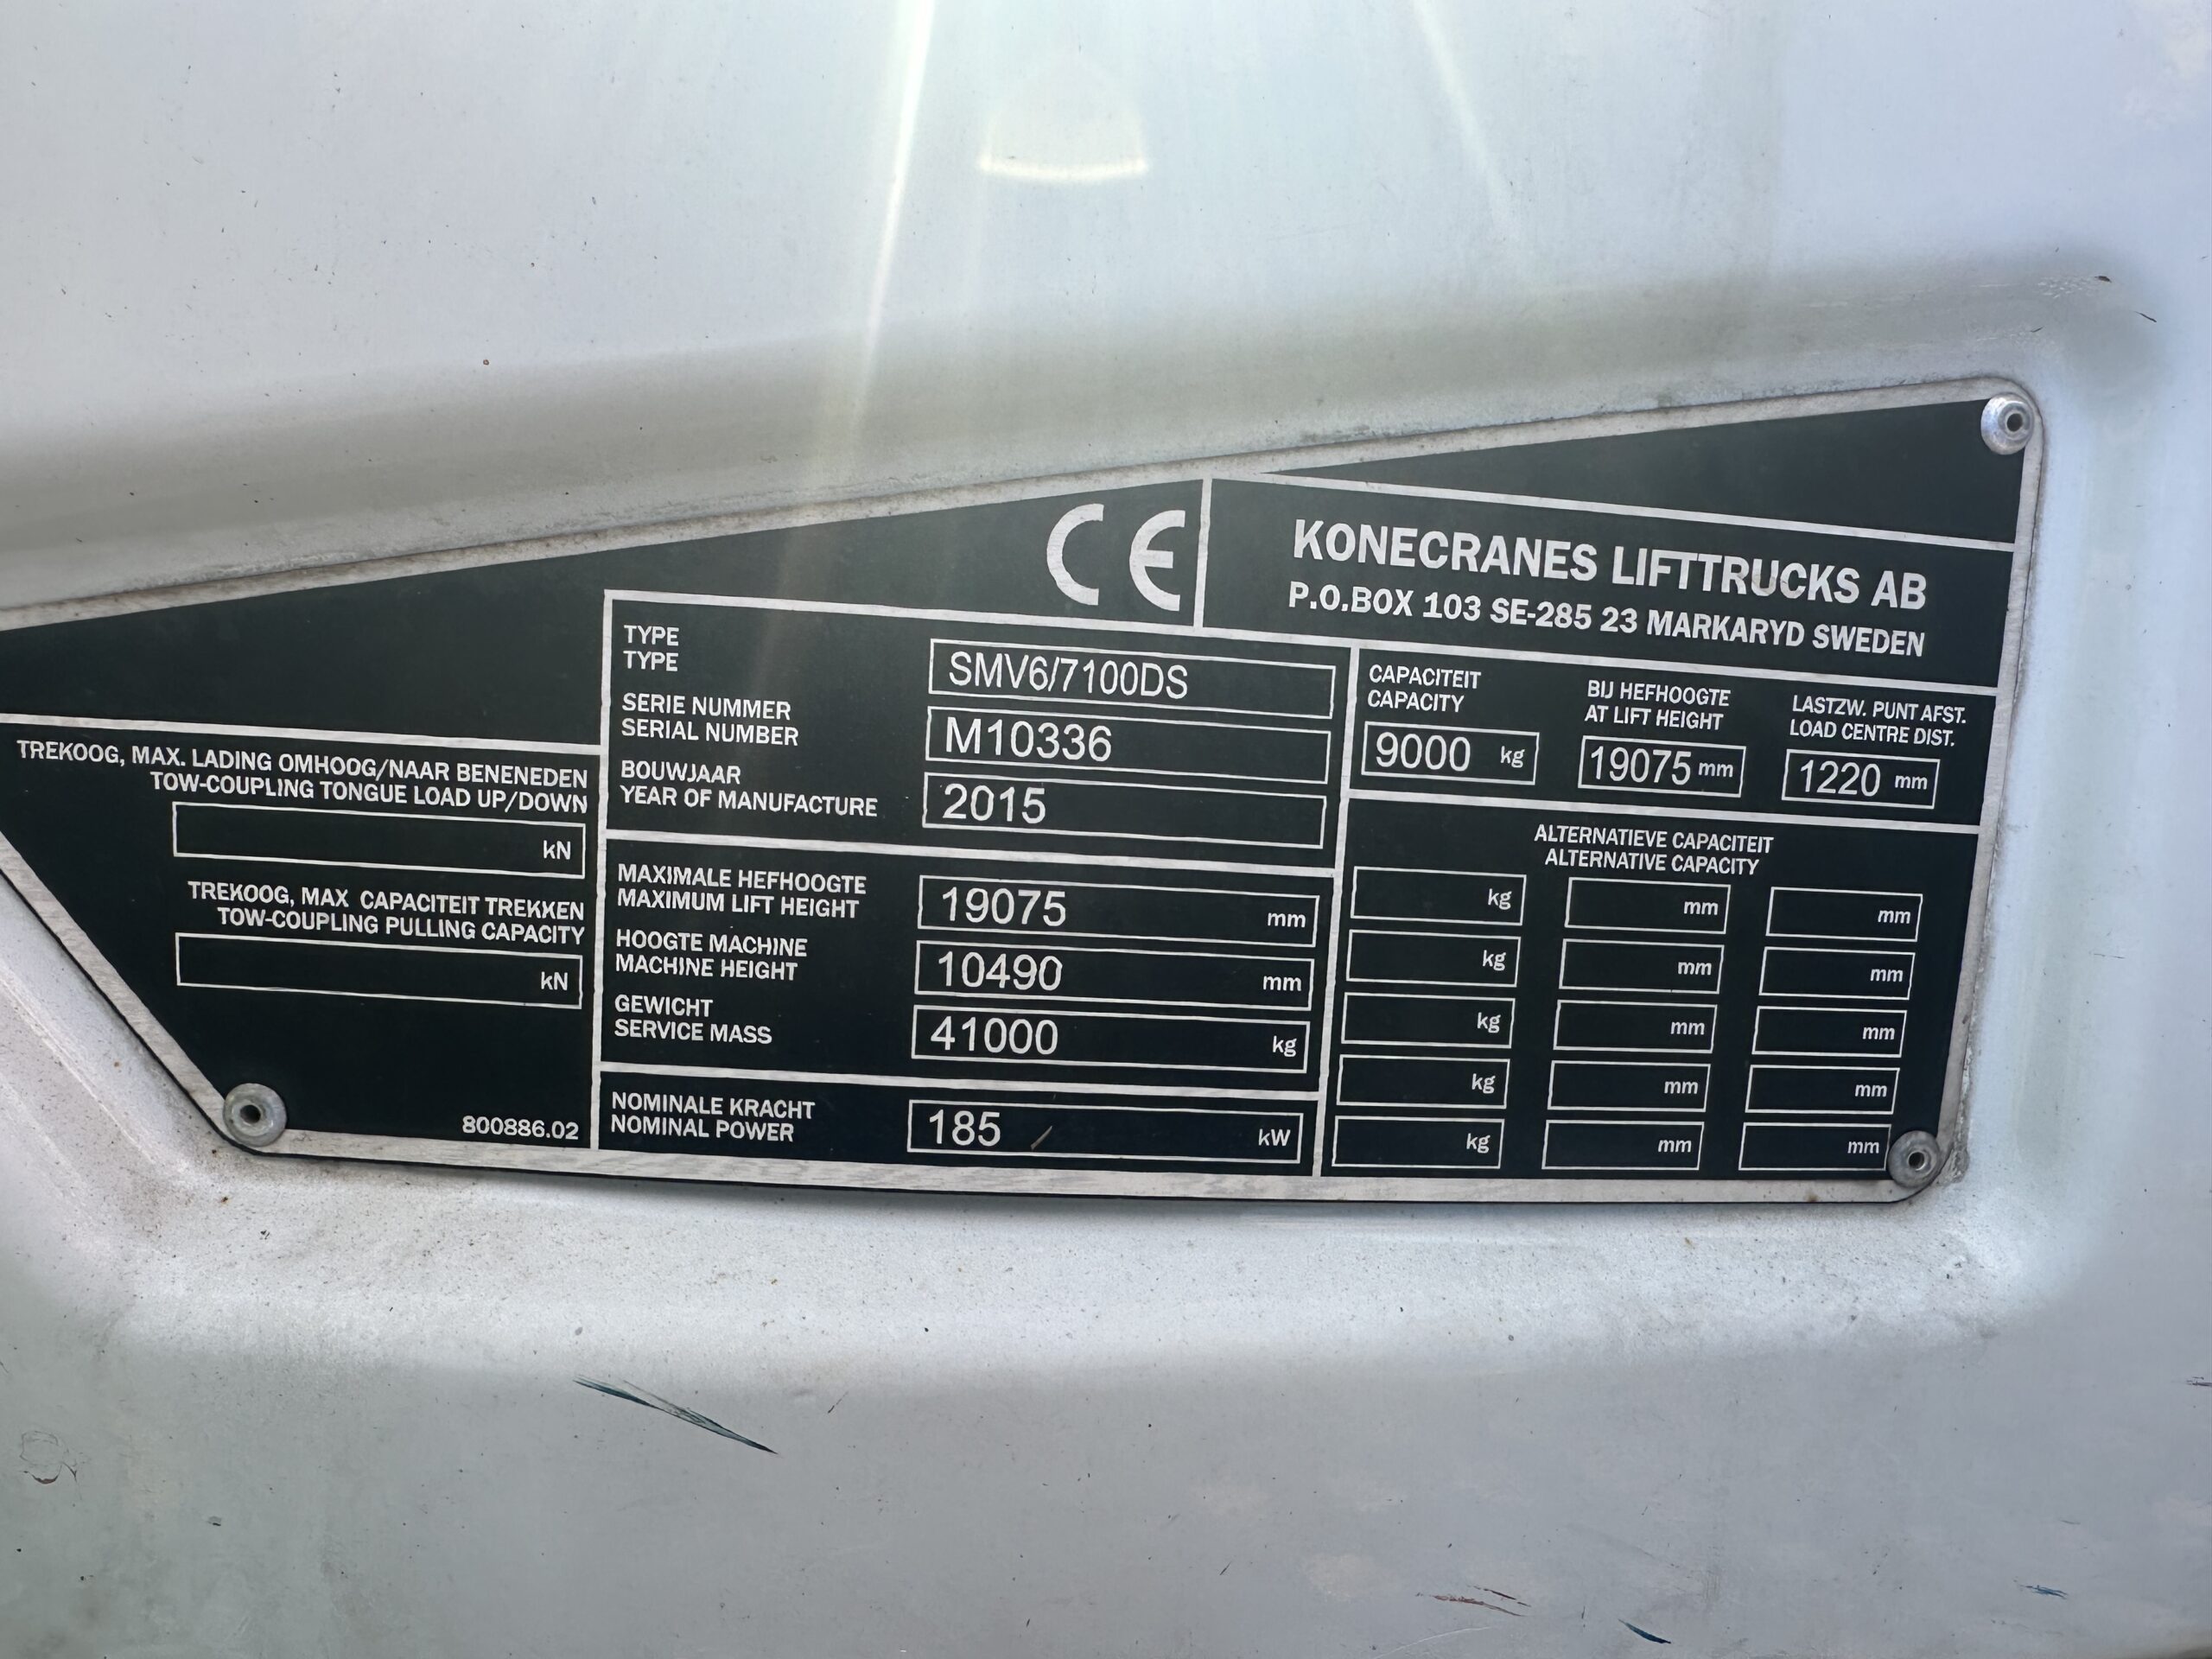 CE
KONECRANES LIFTTRUCKS AB
P.O.BOX 103 SE-285 23 MARKARYD SWEDEN
TREKOOG, MAX. LADING OMHOOG/NAAR BENENEDEN
TOW-COUPLING TONGUE LOAD UP/DOWN
kN
TREKOOG, MAX CAPACITEIT TREKKEN
TOW-COUPLING PULLING CAPACITY
kN
800886.02
TYPE
TYPE
SMV6/7100DS
SERIE NUMMER
SERIAL NUMBER
M10336
BOUWJAAR
YEAR OF MANUFACTURE
2015
MAXIMALE HEFHOOGTE
MAXIMUM LIFT HEIGHT
19075 mm
HOOGTE MACHINE
MACHINE HEIGHT
10490 mm
GEWICHT
SERVICE MASS
41000 kg
NOMINALE KRACHT
NOMINAL POWER
185 kW
CAPACITEIT
CAPACITY
9000 kg
BIJ HEFHOOGTE
AT LIFT HEIGHT
19075 mm
LASTZW. PUNT AFST.
LOAD CENTRE DIST.
1220 mm
ALTERNATIEVE CAPACITEIT
ALTERNATIVE CAPACITY
kg mm mm
kg mm mm
kg mm mm
kg mm mm
kg mm mm